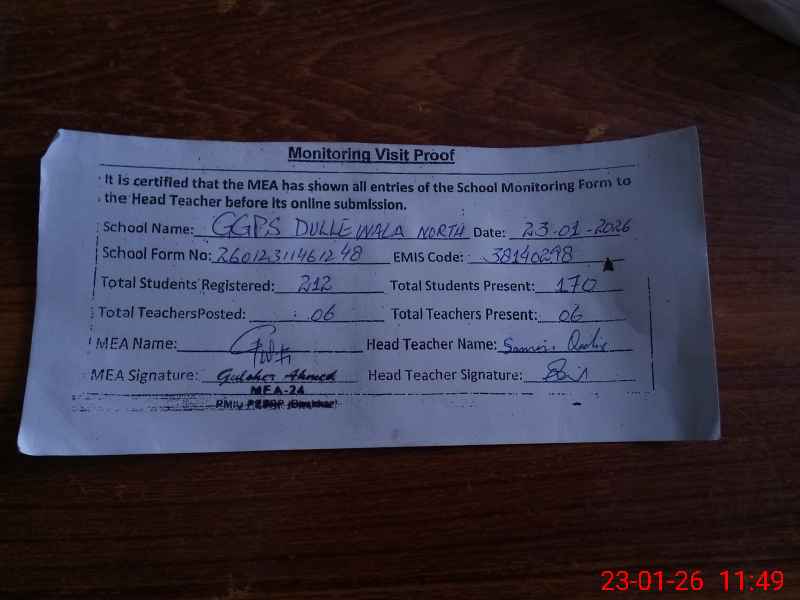 Monitoring Visit Proof
It is certified that the MEA has shown all entries of the School Monitoring Form to
the Head Teacher before its online submission.
School Name: GGPS DULLEWALA NORTH Date: 23-01-2026
School Form No: 260123114461248 EMIS Code: 38140298
Total Students Registered: 212 Total Students Present: 170
Total TeachersPosted: 06 Total Teachers Present: 06
MEA Name: Head Teacher Name:
MEA Signature: Gulsher Ahmed Head Teacher Signature:
MEA-24
23-01-26 11:49